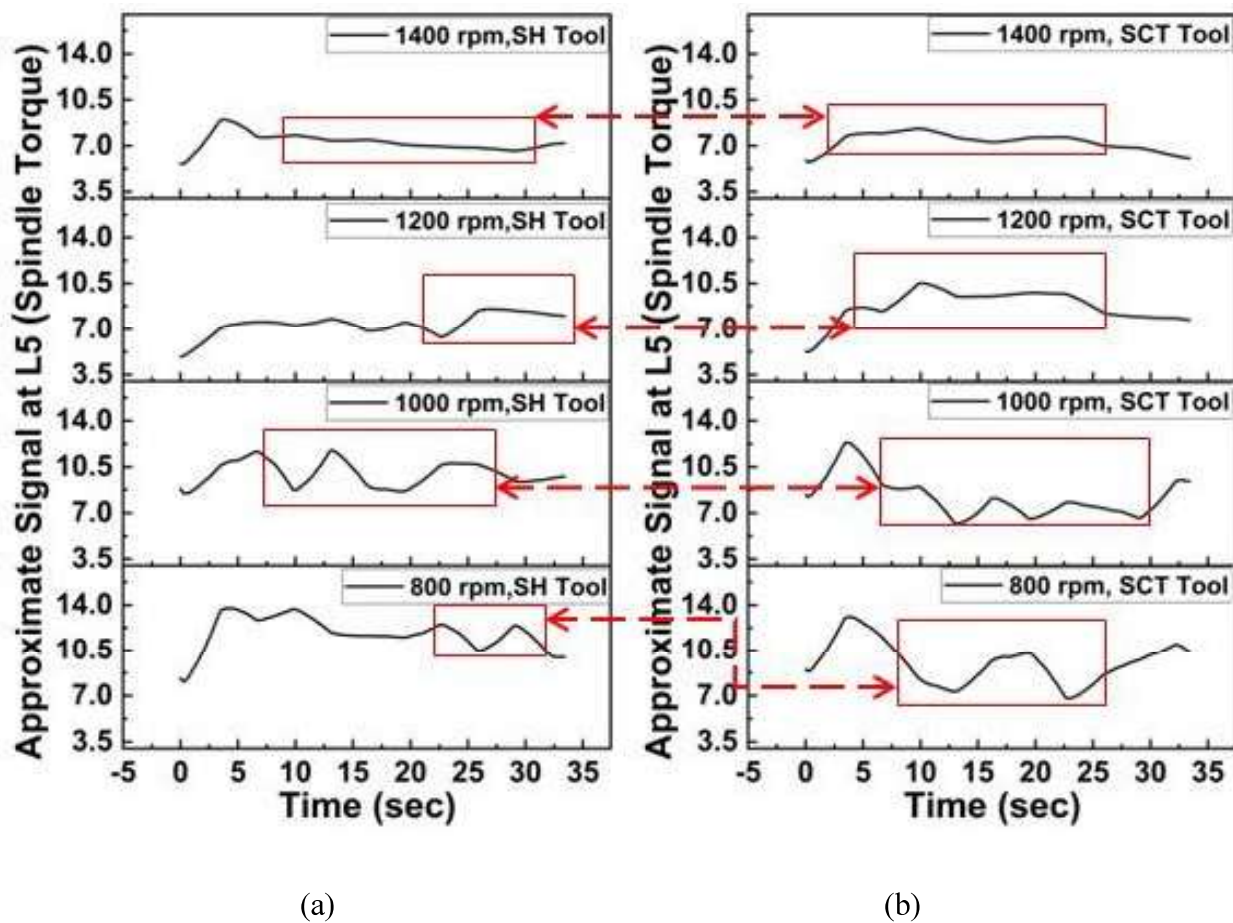 Approximate Signal at L5 (Spindle Torque)
1400 rpm,SH Tool
14.0
10.5
7.0
3.5
1200 rpm,SH Tool
14.0
10.5
7.0
3.5
1000 rpm,SH Tool
14.0
10.5
7.0
3.5
800 rpm,SH Tool
14.0
10.5
7.0
3.5
-5 0 5 10 15 20 25 30 35
Time (sec)
(a)
Approximate Signal at L5 (Spindle Torque)
1400 rpm, SCT Tool
14.0
10.5
7.0
3.5
1200 rpm, SCT Tool
14.0
10.5
7.0
3.5
1000 rpm, SCT Tool
14.0
10.5
7.0
3.5
800 rpm, SCT Tool
14.0
10.5
7.0
3.5
-5 0 5 10 15 20 25 30 35
Time (sec)
(b)